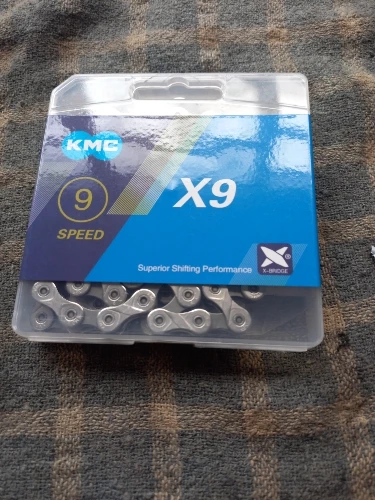 KMC
X9
9
SPEED
Superior Shifting Performance
X
X-BRIDGE
®